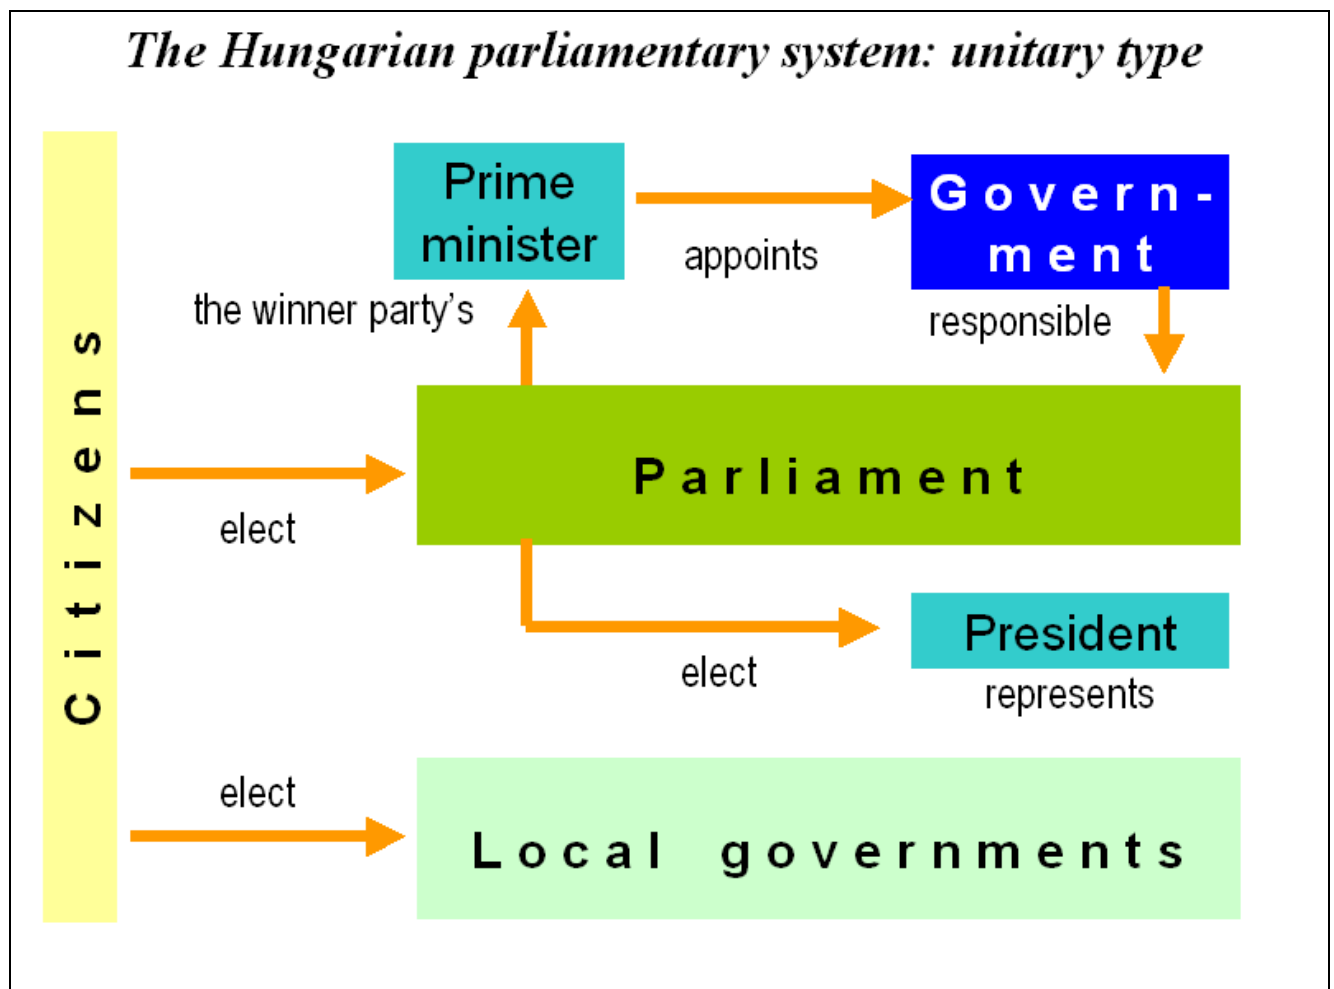 The Hungarian parliamentary system: unitary type
Citizens
Prime
minister
appoints
Govern-
ment
the winner party's
responsible
elect
Parliament
elect
President
represents
elect
Local governments